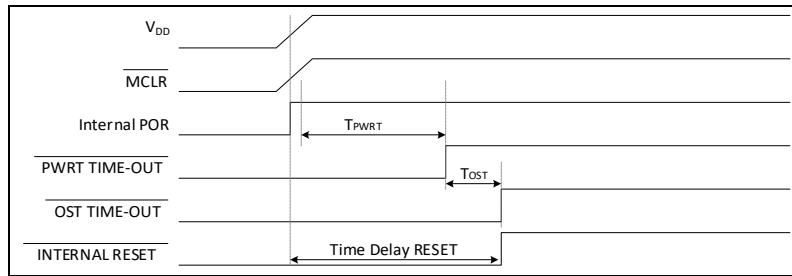 VDD
MCLR
Internal POR
TPWRT
PWRT TIME-OUT
TOST
OST TIME-OUT
INTERNAL RESET
Time Delay RESET